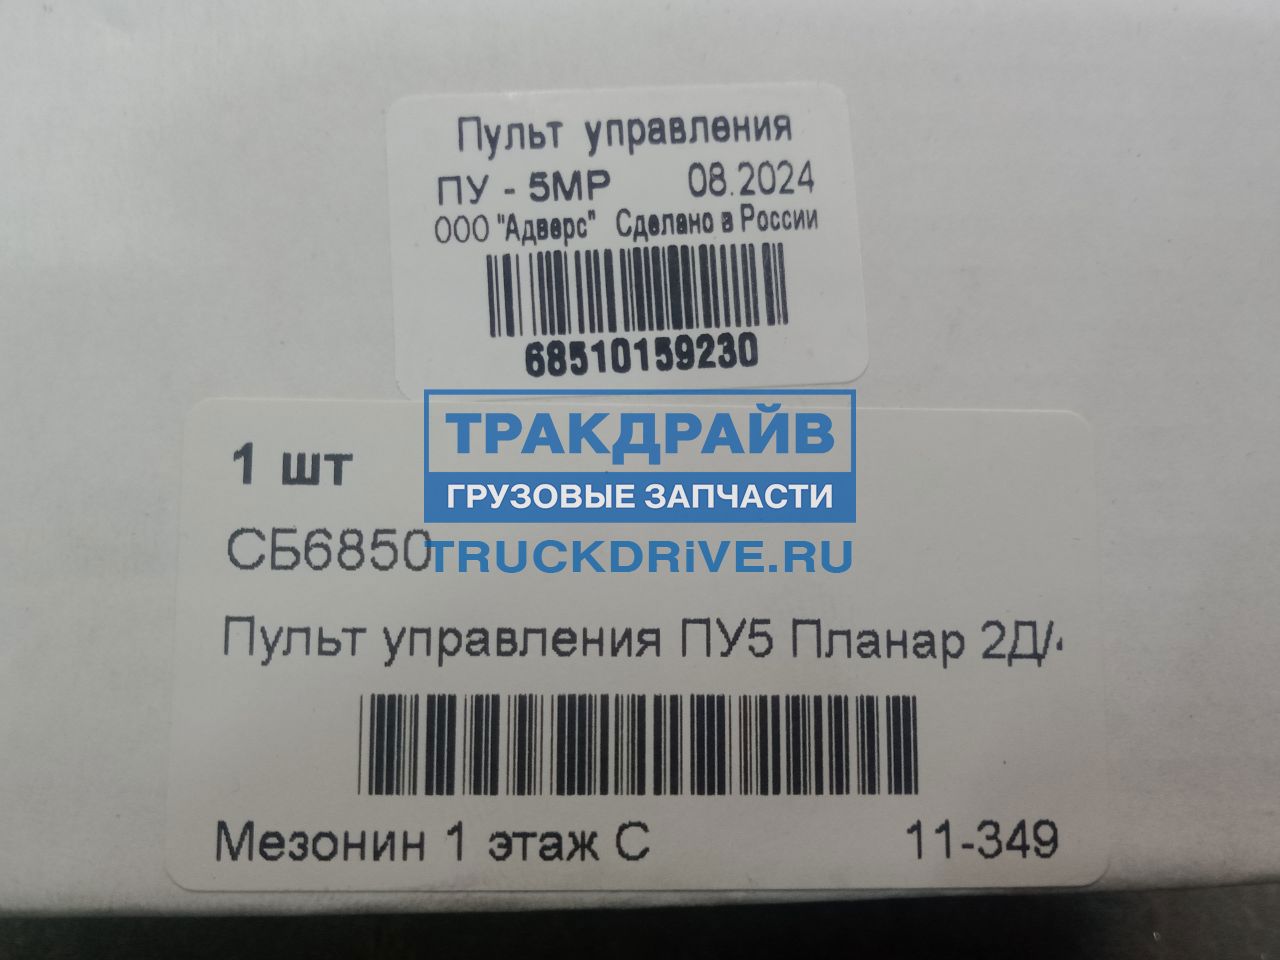 Пульт управления
ПУ - 5МР 08.2024
ООО "Адверс" Сделано в России
68510159230
ТРАКДРАЙВ
1 шт
ГРУЗОВЫЕ ЗАПЧАСТИ
СБ6850
TRUCKDRiVE.RU
Пульт управления ПУ5 Планар 2Д/
Мезонин 1 этаж С 11-349